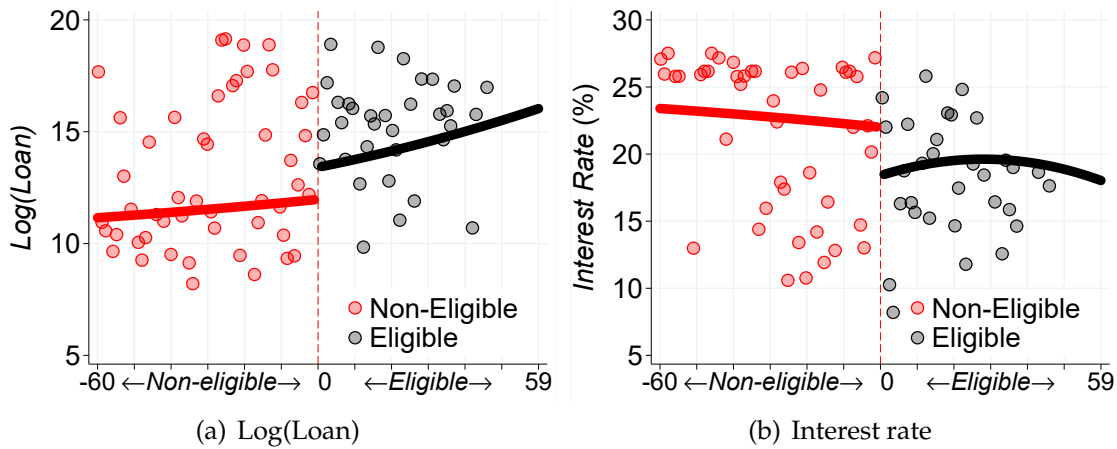 20
15
10
5
Log(Loan)
Non-Eligible
Eligible
-60 ←Non-eligible→ 0 ←Eligible→ 59
(a) Log(Loan)
30
25
20
15
10
5
Interest Rate (%)
Non-Eligible
Eligible
-60 ←Non-eligible→ 0 ←Eligible→ 59
(b) Interest rate